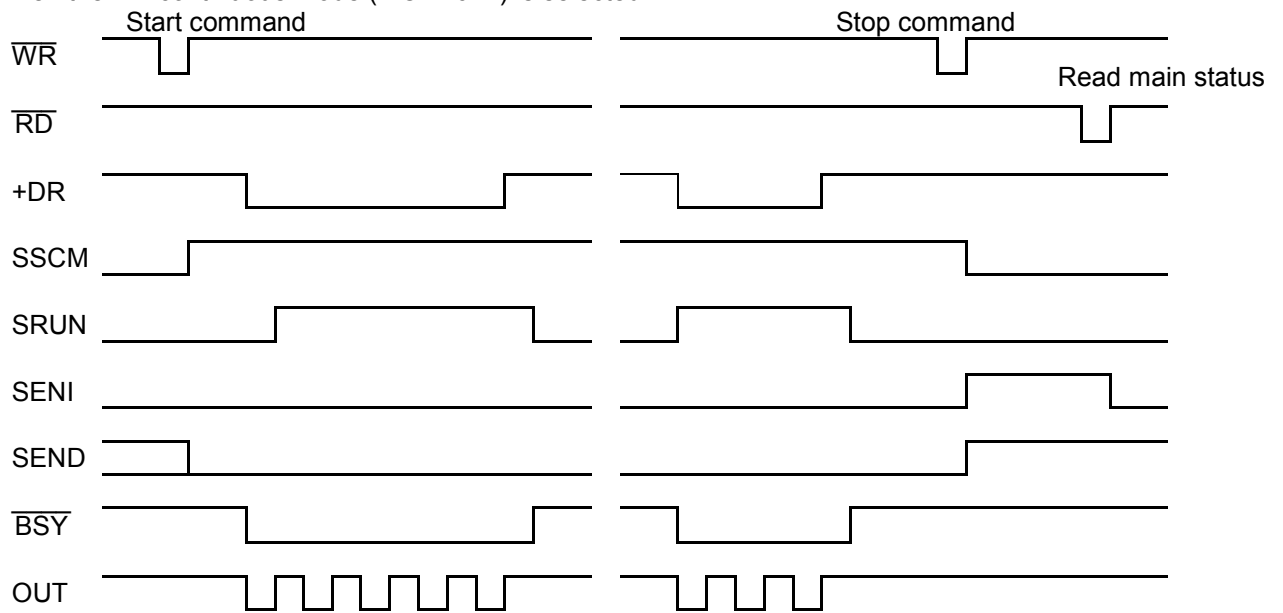 Start command
Stop command
WR
Read main status
RD
+DR
SSCM
SRUN
SENI
SEND
BSY
OUT